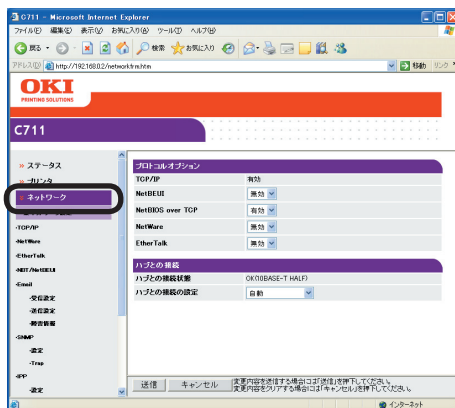 C711 - Microsoft Internet Explorer
ファイル(F) 編集(E) 表示(V) お気に入り(A) ツール(T) ヘルプ(H)
戻る 検索 お気に入り
アドレス(D) http://192.168.0.2/networkfrm.htm 移動 リンク
OKI
PRINTING SOLUTIONS
C711
» ステータス
» プリンタ
» ネットワーク
-TCP/IP
-NetWare
-EtherTalk
-NBT/NetBEUI
-Email
-受信設定
-送信設定
-障害情報
-SNMP
-設定
-Trap
-IPP
-設定
プロトコルオプション
TCP/IP 有効
NetBEUI 無効
NetBIOS over TCP 有効
NetWare 無効
EtherTalk 無効
ハブとの接続
ハブとの接続状態 OK(10BASE-T HALF)
ハブとの接続の設定 自動
送信 キャンセル
変更内容を送信する場合には「送信」を押下してください。
変更内容をクリアする場合には「キャンセル」を押下してください。
インターネット